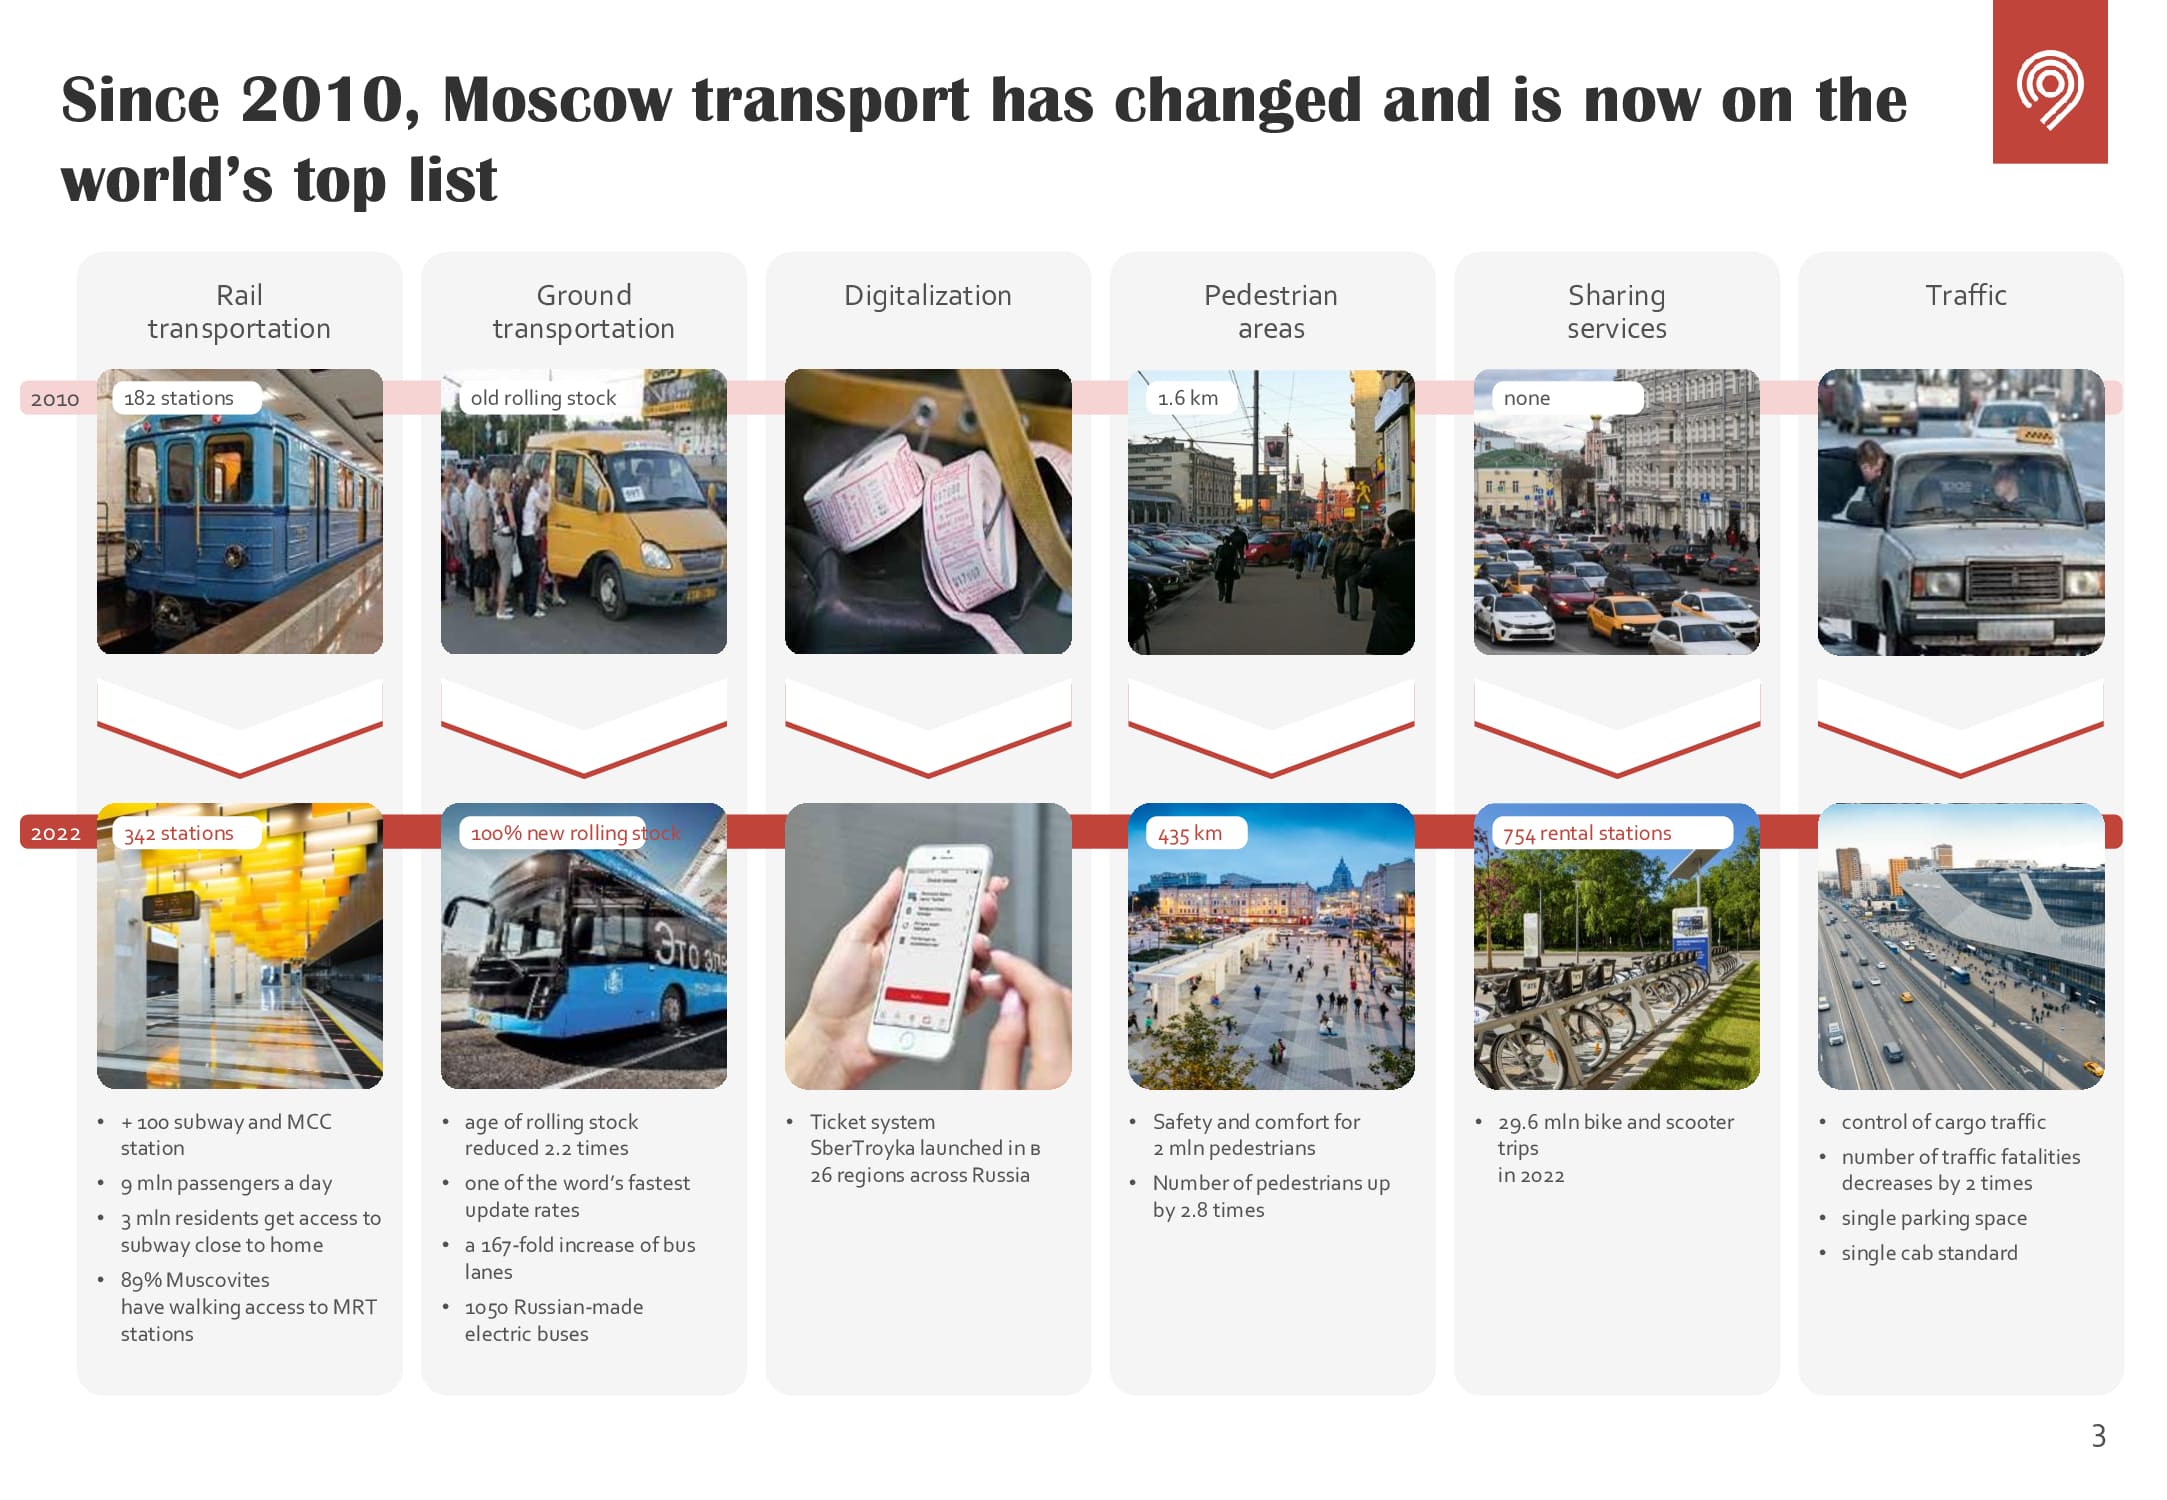 Since 2010, Moscow transport has changed and is now on the
world's top list
Rail
transportation
Ground
transportation
Digitalization
Pedestrian
areas
Sharing
services
Traffic
2010
182 stations
old rolling stock
1.6 km
none
2022
342 stations
100% new rolling stock
435 km
754 rental stations
Это эле
• + 100 subway and MCC
station
• 9 mln passengers a day
• 3 mln residents get access to
subway close to home
• 89% Muscovites
have walking access to MRT
stations
• age of rolling stock
reduced 2.2 times
• one of the word's fastest
update rates
• a 167-fold increase of bus
lanes
• 1050 Russian-made
electric buses
• Ticket system
SberTroyka launched in в
26 regions across Russia
• Safety and comfort for
2 mln pedestrians
• Number of pedestrians up
by 2.8 times
• 29.6 mln bike and scooter
trips
in 2022
• control of cargo traffic
• number of traffic fatalities
decreases by 2 times
• single parking space
• single cab standard
3